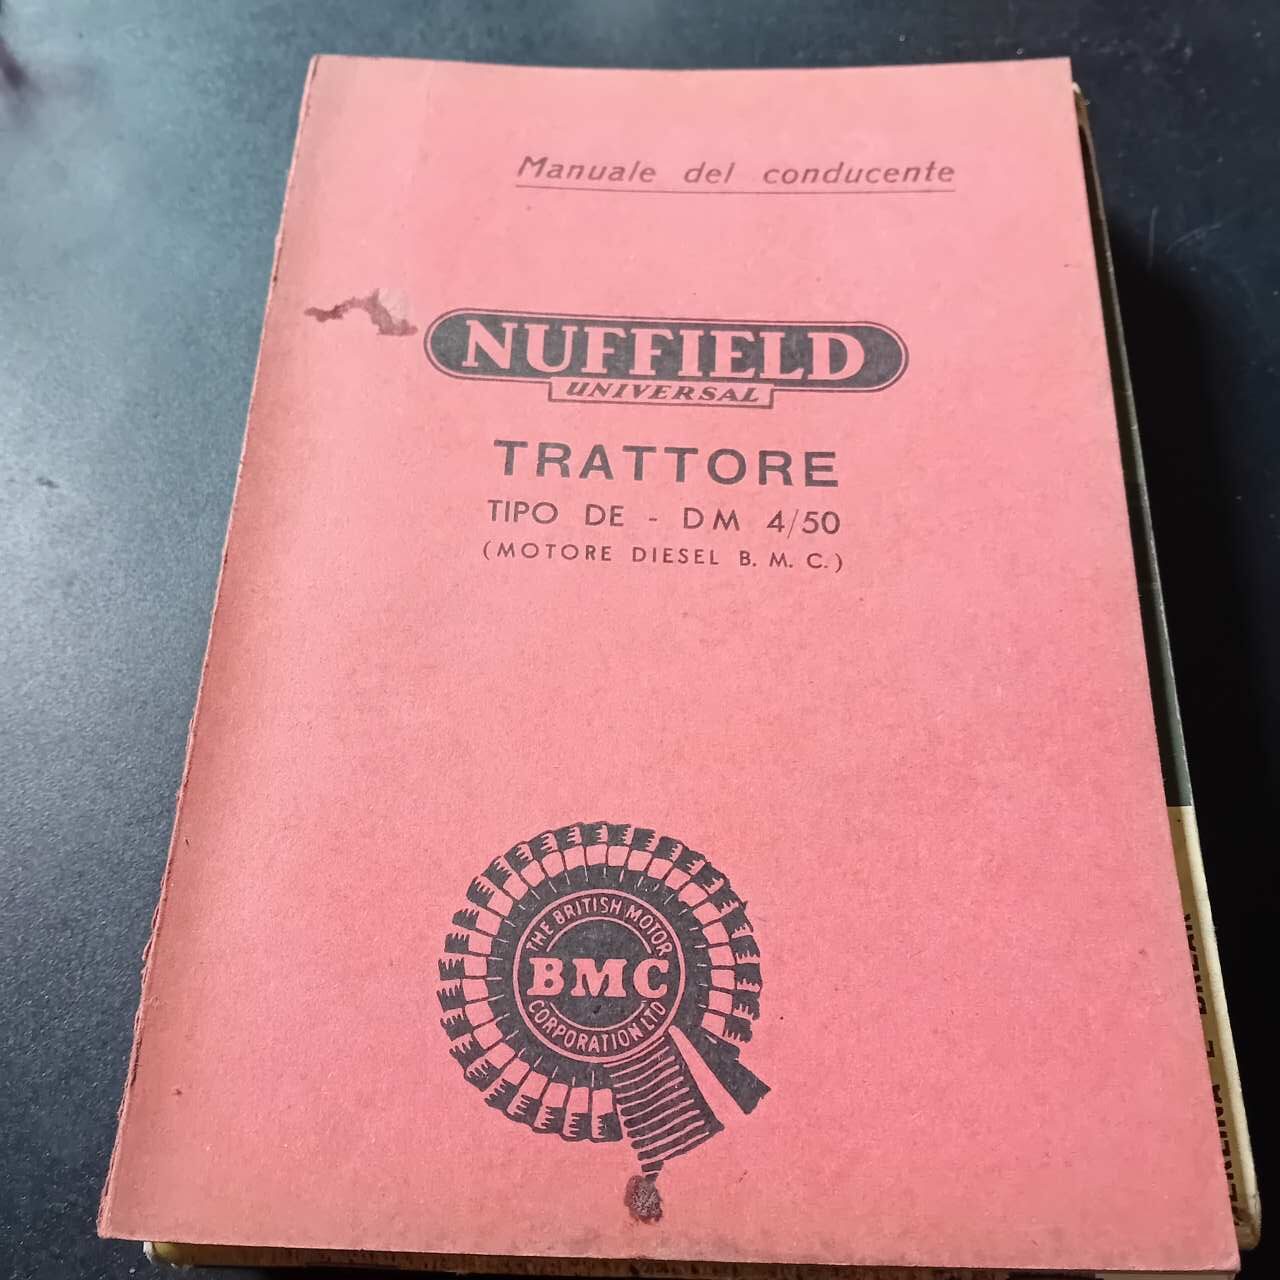 Manuale del conducente
NUFFIELD
UNIVERSAL
TRATTORE
TIPO DE - DM 4/50
(MOTORE DIESEL B. M. C.)
THE BRITISH MOTOR
BMC
CORPORATION LTD